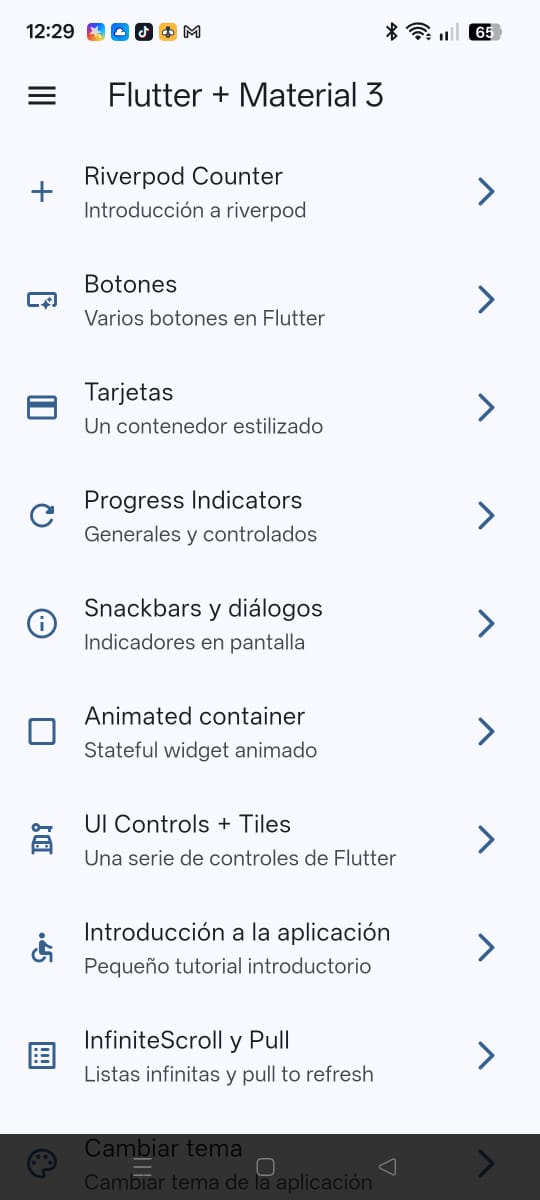 12:29
65
Flutter + Material 3
Riverpod Counter
Introducción a riverpod
Botones
Varios botones en Flutter
Tarjetas
Un contenedor estilizado
Progress Indicators
Generales y controlados
Snackbars y diálogos
Indicadores en pantalla
Animated container
Stateful widget animado
UI Controls + Tiles
Una serie de controles de Flutter
Introducción a la aplicación
Pequeño tutorial introductorio
InfiniteScroll y Pull
Listas infinitas y pull to refresh
Cambiar tema
Cambiar tema de la aplicación